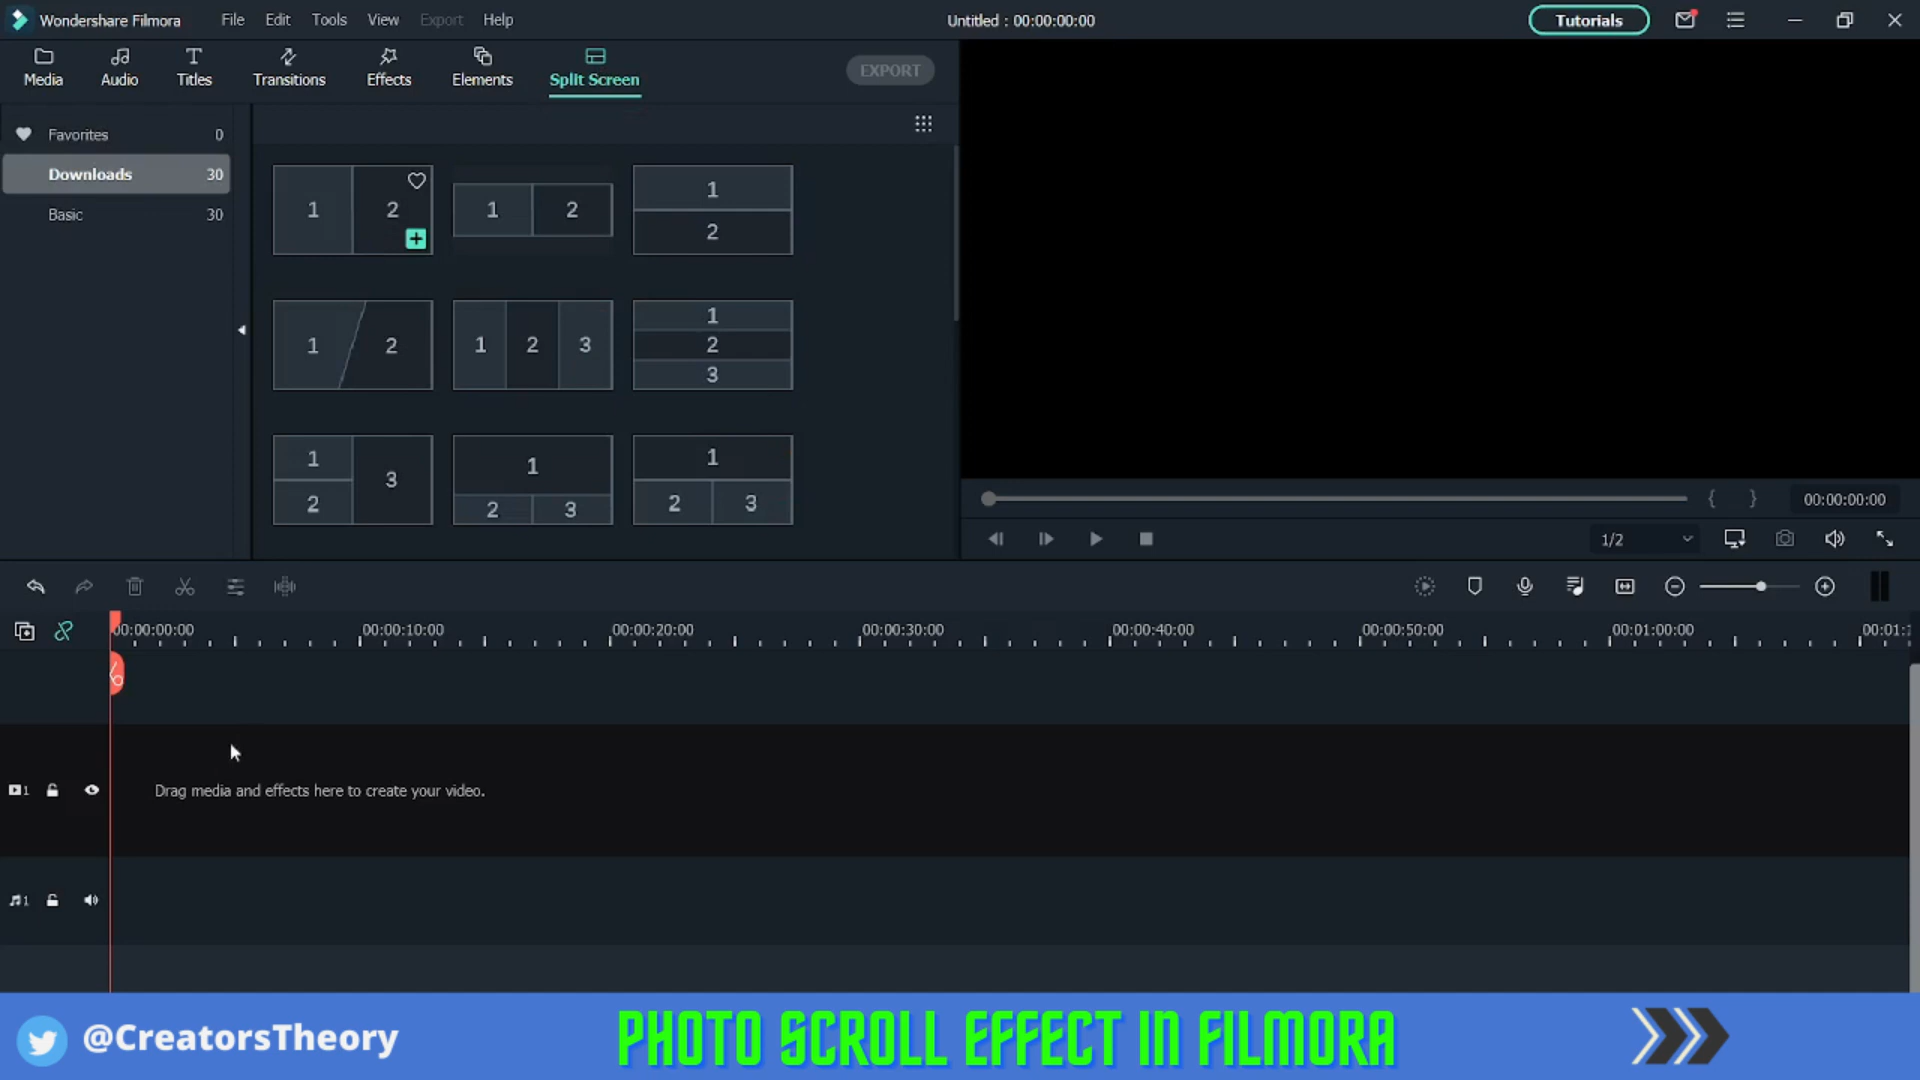 Wondershare Filmora File Edit Tools View Export Help Untitled : 00:00:00:00 Tutorials
Media Audio Titles Transitions Effects Elements Split Screen EXPORT
Favorites 0
Downloads 30
Basic 30
1 2
1 2
1
2
1 2
1 2 3
1
2
3
1
2
3
1
2 3
1
2 3
{ } 00:00:00:00
1/2
00:00:00:00 00:00:10:00 00:00:20:00 00:00:30:00 00:00:40:00 00:00:50:00 00:01:00:00 00:01:1
1 Drag media and effects here to create your video.
1
@CreatorsTheory PHOTO SCROLL EFFECT IN FILMORA